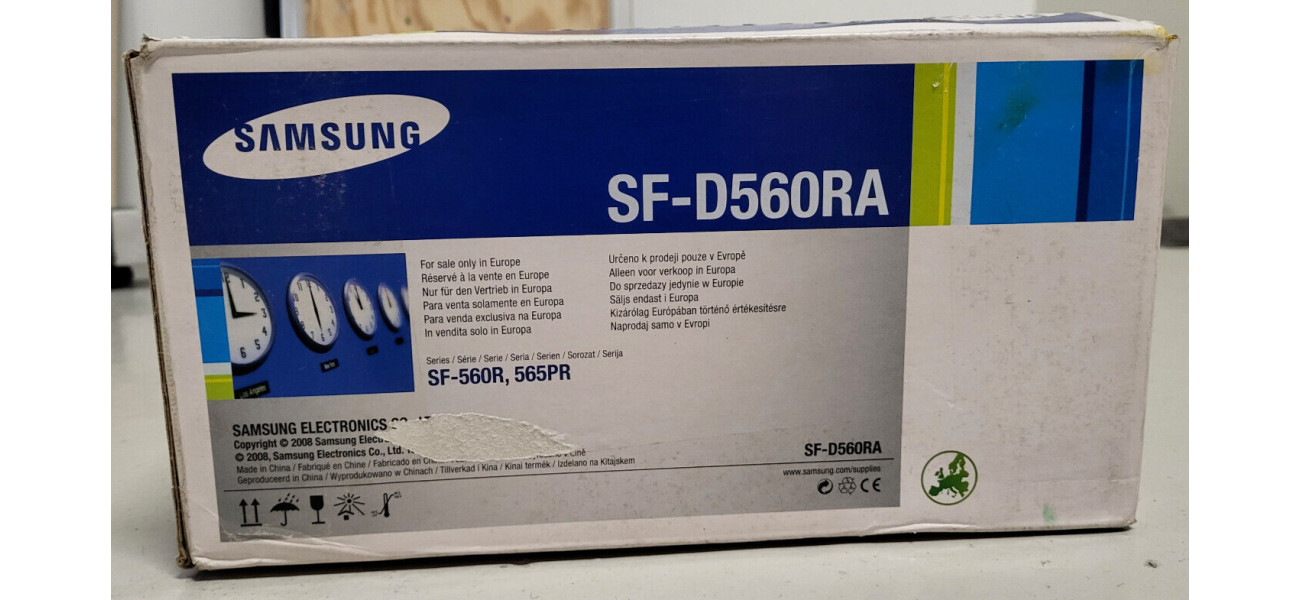 SAMSUNG
SF-D560RA
For sale only in Europe
Réservé à la vente en Europe
Nur für den Vertrieb in Europa
Para venta solamente en Europa
Para venda exclusiva na Europa
In vendita solo in Europa
Určeno k prodeji pouze v Evropě
Alleen voor verkoop in Europa
Do sprzedazy jedynie w Europie
Säljs endast i Europa
Kizárólag Európában történő értékesítésre
Naprodaj samo v Evropi
Series / Série / Serie / Seria / Serien / Sorozat / Serija
SF-560R, 565PR
SAMSUNG ELECTRONICS
Copyright © 2008 Samsung
© 2008, Samsung Electronics Co., Ltd.
Made in China / Fabriqué en Chine / Fabricado en
Geproduceerd in China / Wyprodukowano w Chinach / Tillverkad i Kina / Kinai termék / Izdelano na Kitajskem
SF-D560RA
www.samsung.com/supplies
CE